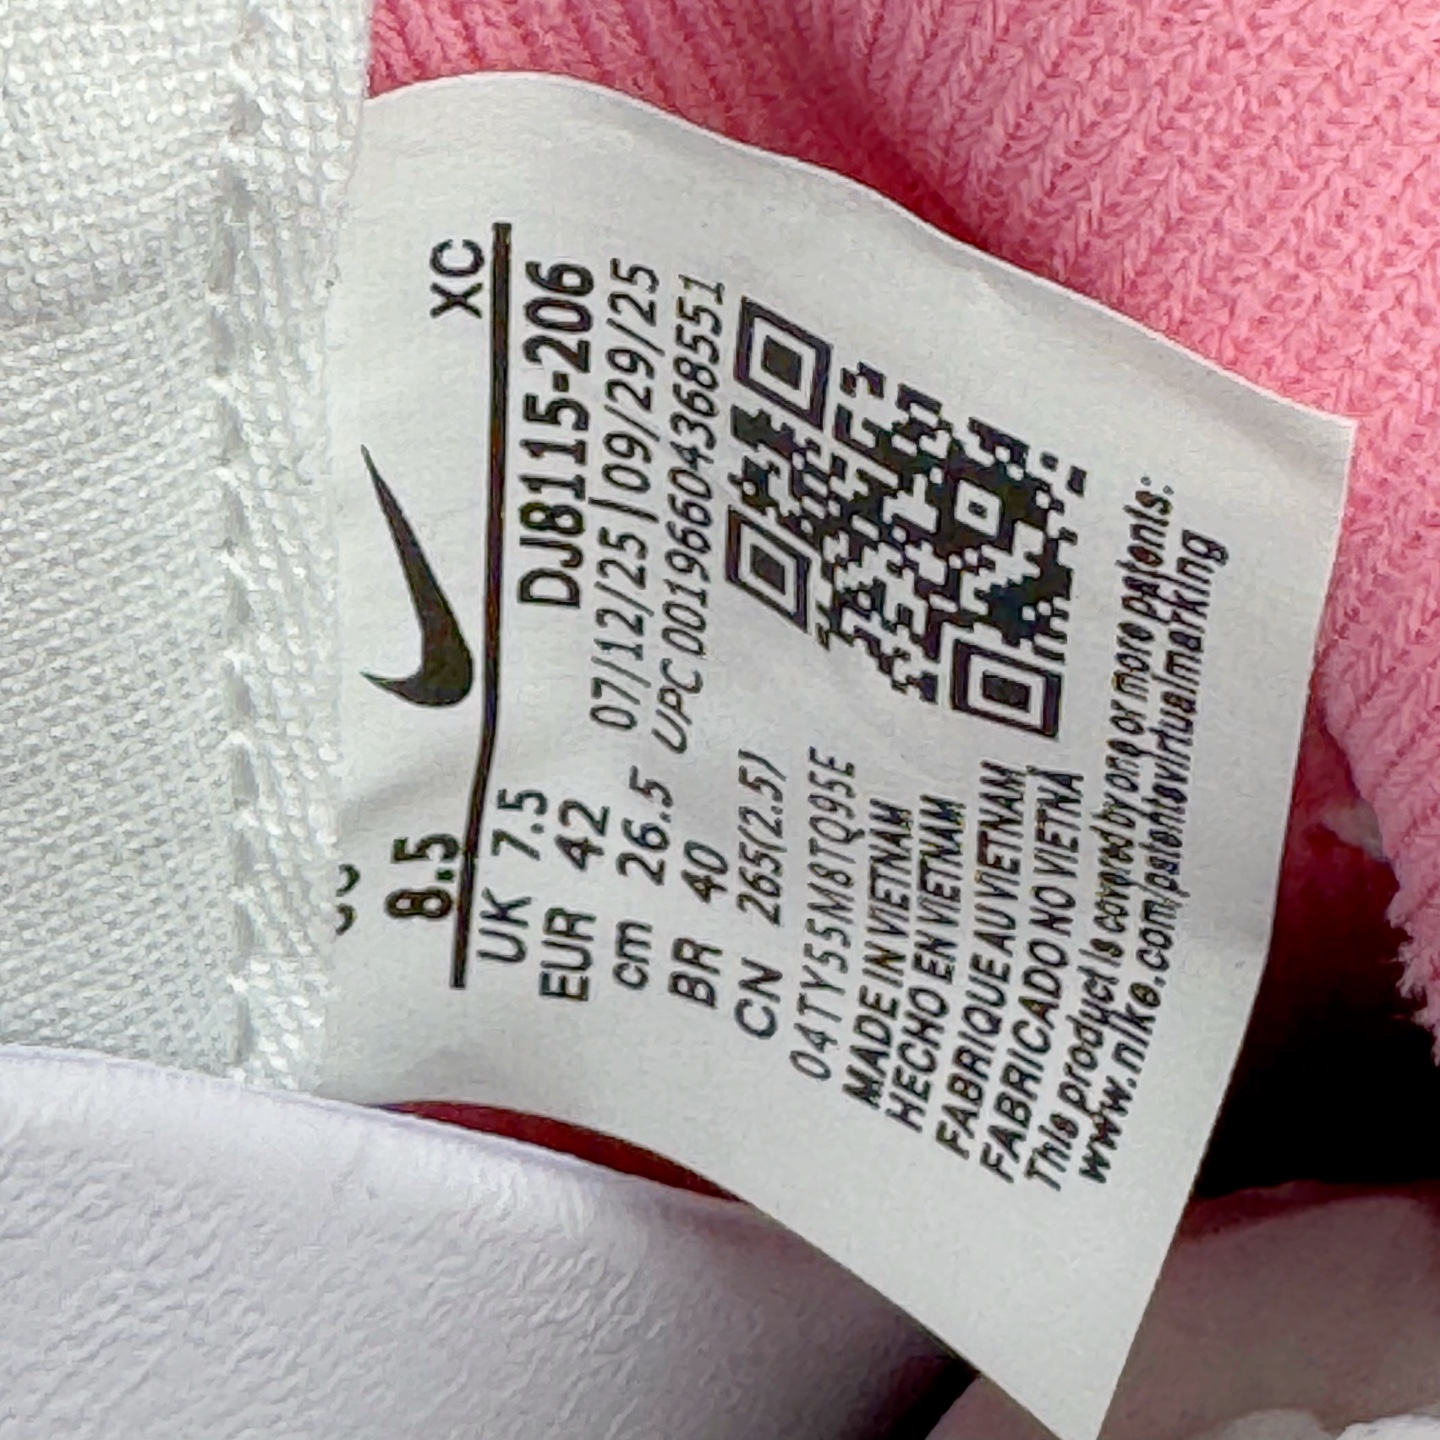 8.5 XC
UK 7.5 DJ8115-206
EUR 42 07/12/25|09/29/25
cm 26.5 UPC 00196604368551
BR 40
CN 265(2.5)
04TY55M8TQ95E
MADE IN VIETNAM
HECHO EN VIETNAM
FABRIQUE AU VIETNAM
FABRICADO NO VIETNÃ
This product is covered by one or more patents:
www.nike.com/patentsvirtualmarking